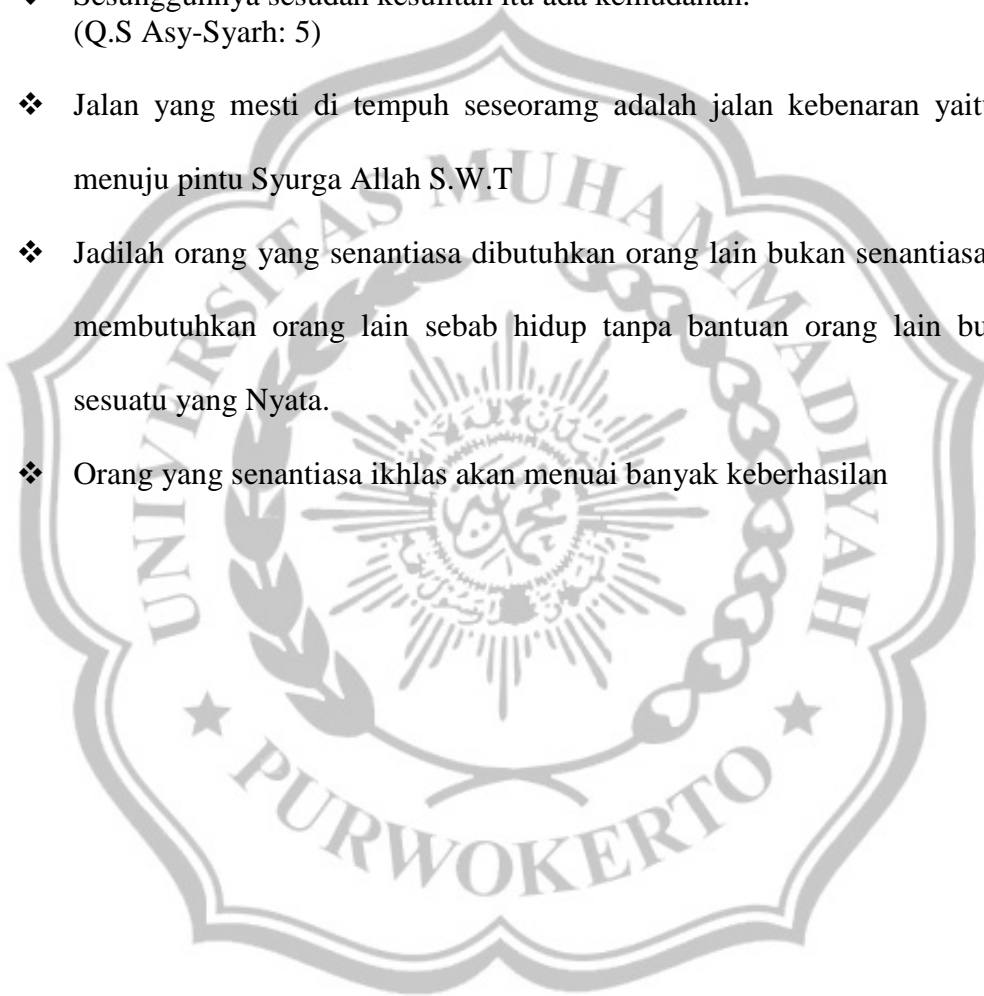 ❖ Sesungguhnya sesudah kesulitan itu ada kemudahan.
(Q.S Asy-Syarh: 5)
❖ Jalan yang mesti di tempuh seseoramg adalah jalan kebenaran yait
menuju pintu Syurga Allah S.W.T
❖ Jadilah orang yang senantiasa dibutuhkan orang lain bukan senantiasa
membutuhkan orang lain sebab hidup tanpa bantuan orang lain bu
sesuatu yang Nyata.
❖ Orang yang senantiasa ikhlas akan menuai banyak keberhasilan
UNIVERSITAS MUHAMMADIYAH
PURWOKERTO